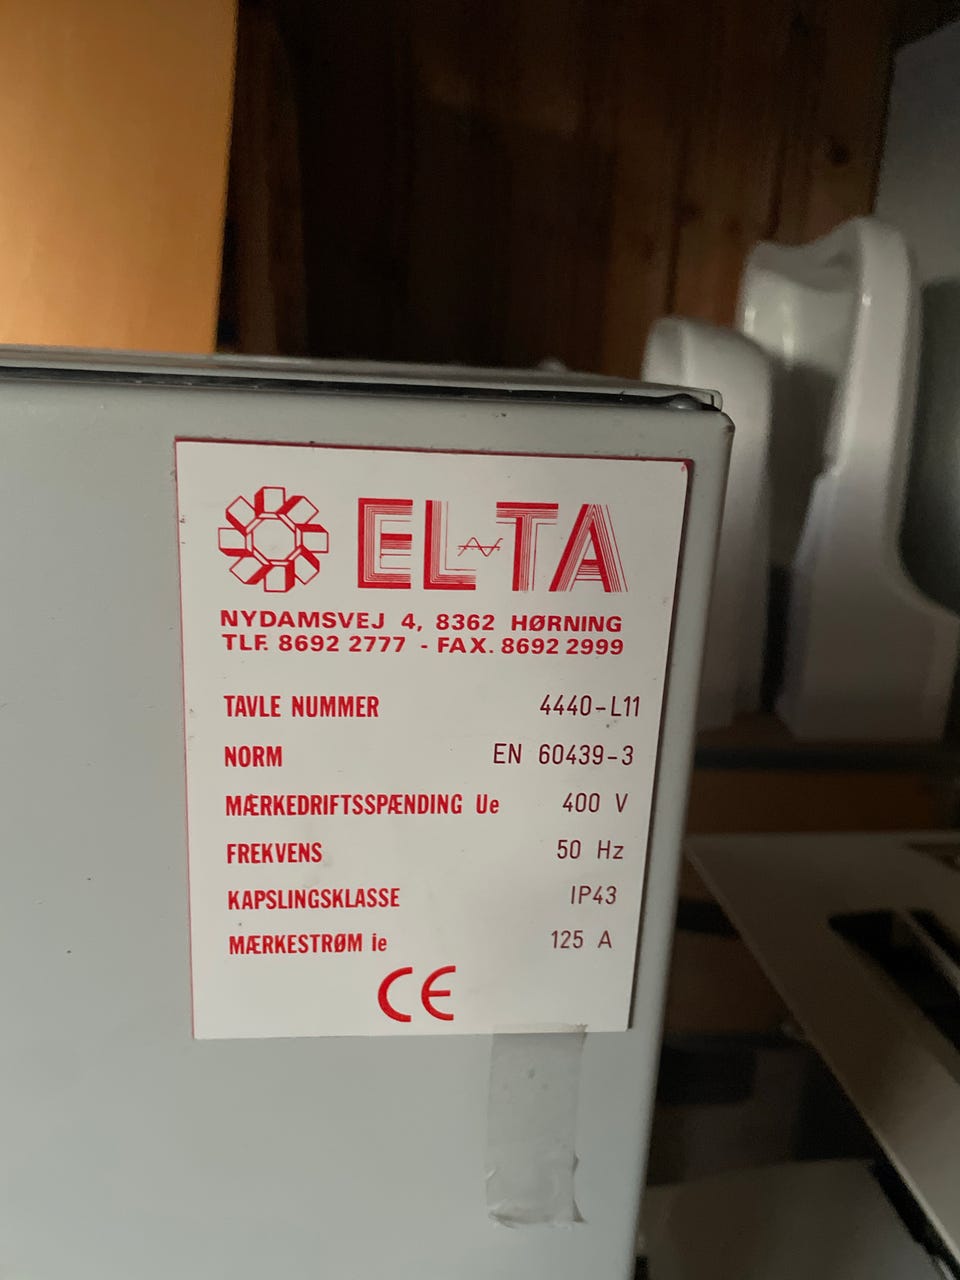 EL-TA
NYDAMSVEJ 4, 8362 HØRNING
TLF. 8692 2777 - FAX. 8692 2999
TAVLE NUMMER 4440-L11
NORM EN 60439-3
MÆRKEDRIFTSSPÆNDING Ue 400 V
FREKVENS 50 Hz
KAPSLINGSKLASSE IP43
MÆRKESTRØM ie 125 A
CE